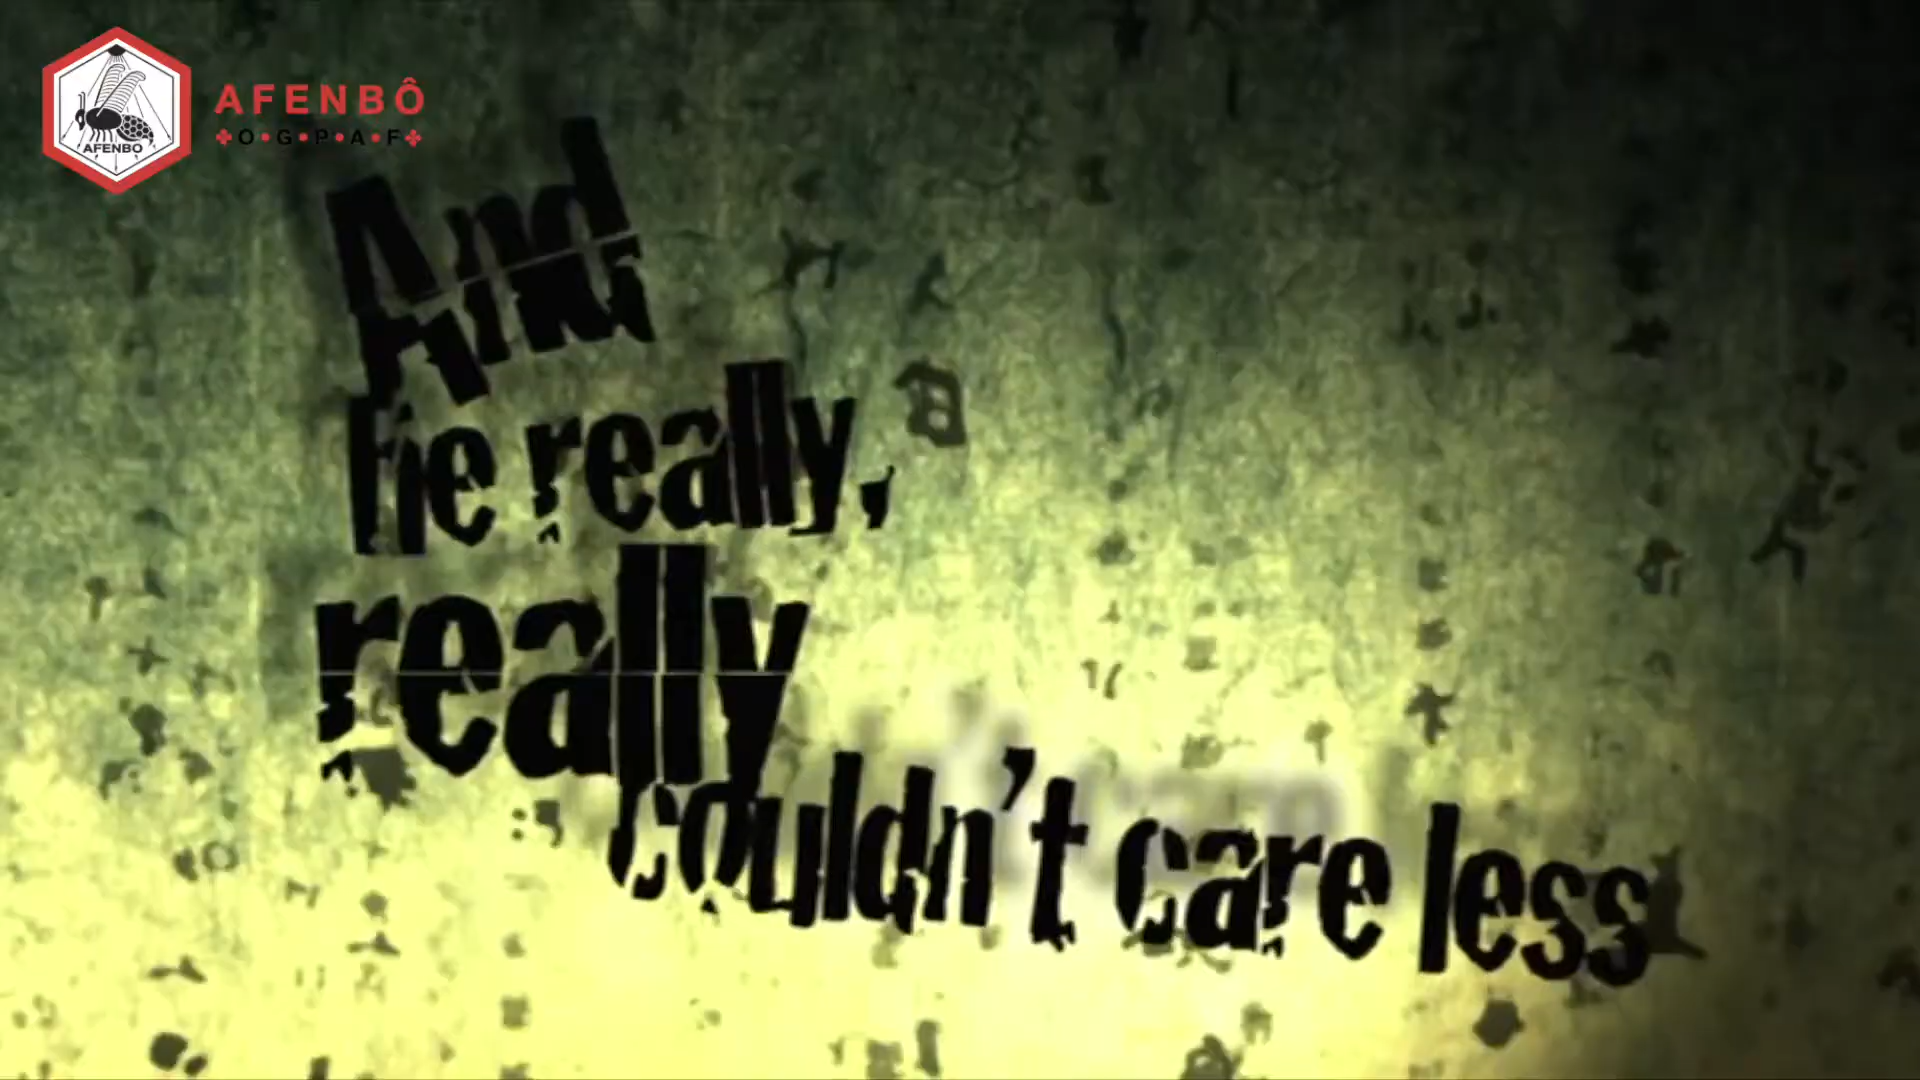 AFENBÔ
O•G•P•A•F
AFENBO
And
He really,
really
couldn't care less